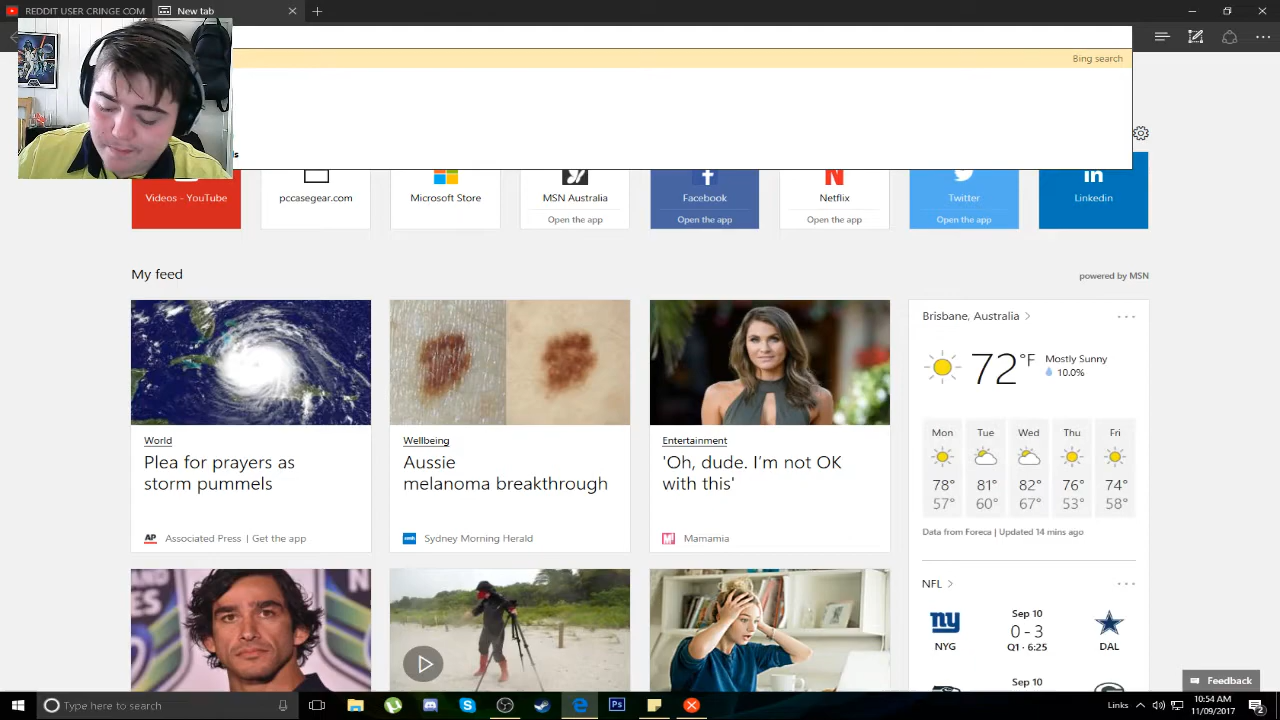 REDDIT USER CRINGE.COM
New tab
Bing search
Videos - YouTube
pccasegear.com
Microsoft Store
MSN Australia
Open the app
Facebook
Open the app
Netflix
Open the app
Twitter
Open the app
Linkedin
My feed
powered by MSN
World
Plea for prayers as
storm pummels
AP Associated Press | Get the app
Wellbeing
Aussie
melanoma breakthrough
Sydney Morning Herald
Entertainment
'Oh, dude. I'm not OK
with this'
Mamamia
Brisbane, Australia
72°F
Mostly Sunny
10.0%
Mon Tue Wed Thu Fri
78° 81° 82° 76° 74°
57° 60° 67° 53° 58°
Data from Foreca | Updated 14 mins ago
NFL
Sep 10
ny 0 - 3
NYG Q1 · 6:25 DAL
Sep 10
Feedback
Type here to search
Links
10:54 AM
11/09/2017